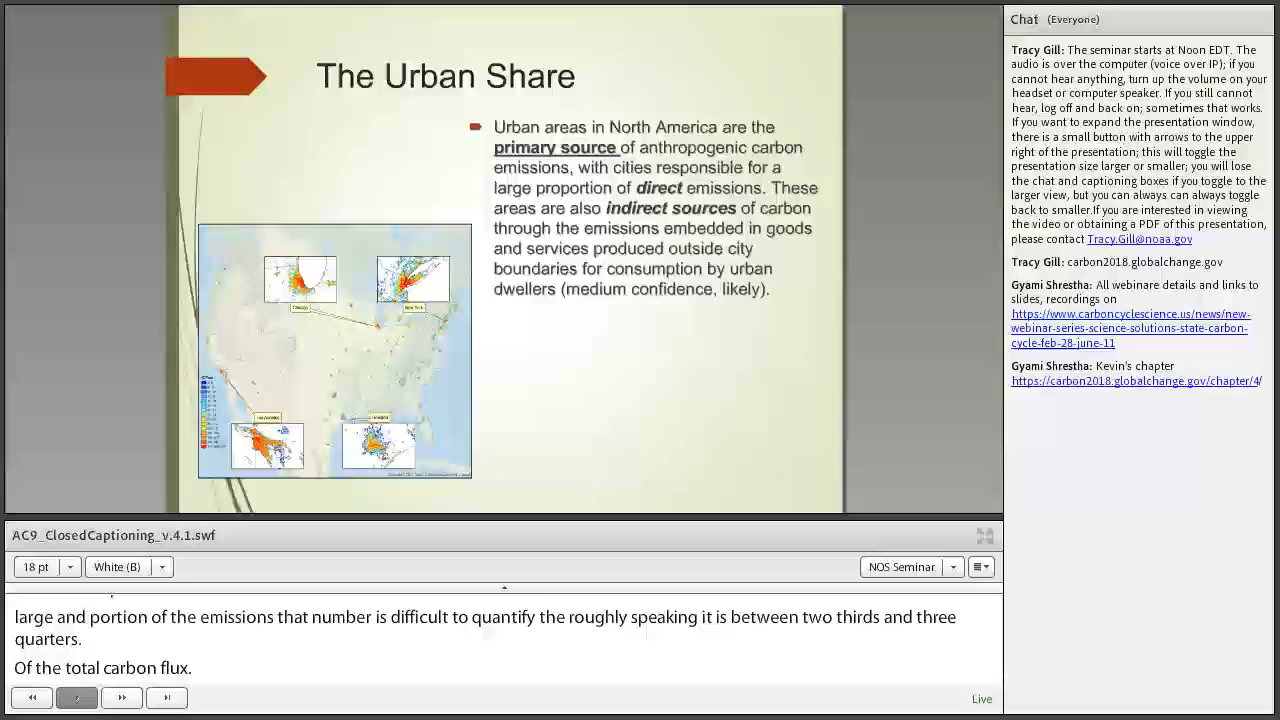 The Urban Share
Urban areas in North America are the
primary source of anthropogenic carbon
emissions, with cities responsible for a
large proportion of direct emissions. These
areas are also indirect sources of carbon
through the emissions embedded in goods
and services produced outside city
boundaries for consumption by urban
dwellers (medium confidence, likely).
Chicago
New York
Los Angeles
Houston
AC9_ClosedCaptioning_v.4.1.swf
18 pt
White (B)
NOS Seminar
large and portion of the emissions that number is difficult to quantify the roughly speaking it is between two thirds and three
quarters.
Of the total carbon flux.
Live
Chat (Everyone)
Tracy Gill: The seminar starts at Noon EDT. The
audio is over the computer (voice over IP); if you
cannot hear anything, turn up the volume on your
headset or computer speaker. If you still cannot
hear, log off and back on; sometimes that works.
If you want to expand the presentation window,
there is a small button with arrows to the upper
right of the presentation; this will toggle the
presentation size larger or smaller; you will lose
the chat and captioning boxes if you toggle to the
larger view, but you can always can always toggle
back to smaller.If you are interested in viewing
the video or obtaining a PDF of this presentation,
please contact Tracy.Gill@noaa.gov
Tracy Gill: carbon2018.globalchange.gov
Gyami Shrestha: All webinare details and links to
slides, recordings on
https://www.carboncyclescience.us/news/new-
webinar-series-science-solutions-state-carbon-
cycle-feb-28-june-11
Gyami Shrestha: Kevin's chapter
https://carbon2018.globalchange.gov/chapter/4/